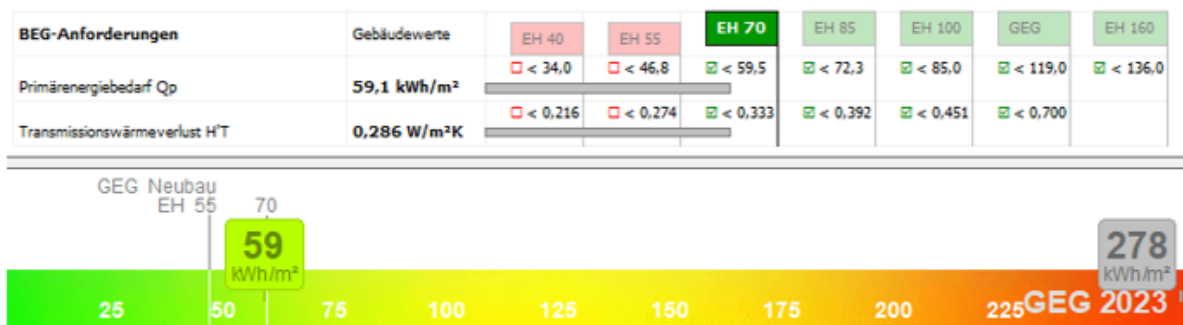 BEG-Anforderungen Gebäudewerte EH 40 EH 55 EH 70 EH 85 EH 100 GEG EH 160
< 34,0 < 46,8 < 59,5 < 72,3 < 85,0 < 119,0 < 136,0
Primärenergiebedarf Qp 59,1 kWh/m²
< 0,216 < 0,274 < 0,333 < 0,392 < 0,451 < 0,700
Transmissionswärmeverlust H'T 0,286 W/m²K
GEG Neubau
EH 55 70
59 278
kWh/m² kWh/m²
25 50 75 100 125 150 175 200 225 GEG 2023